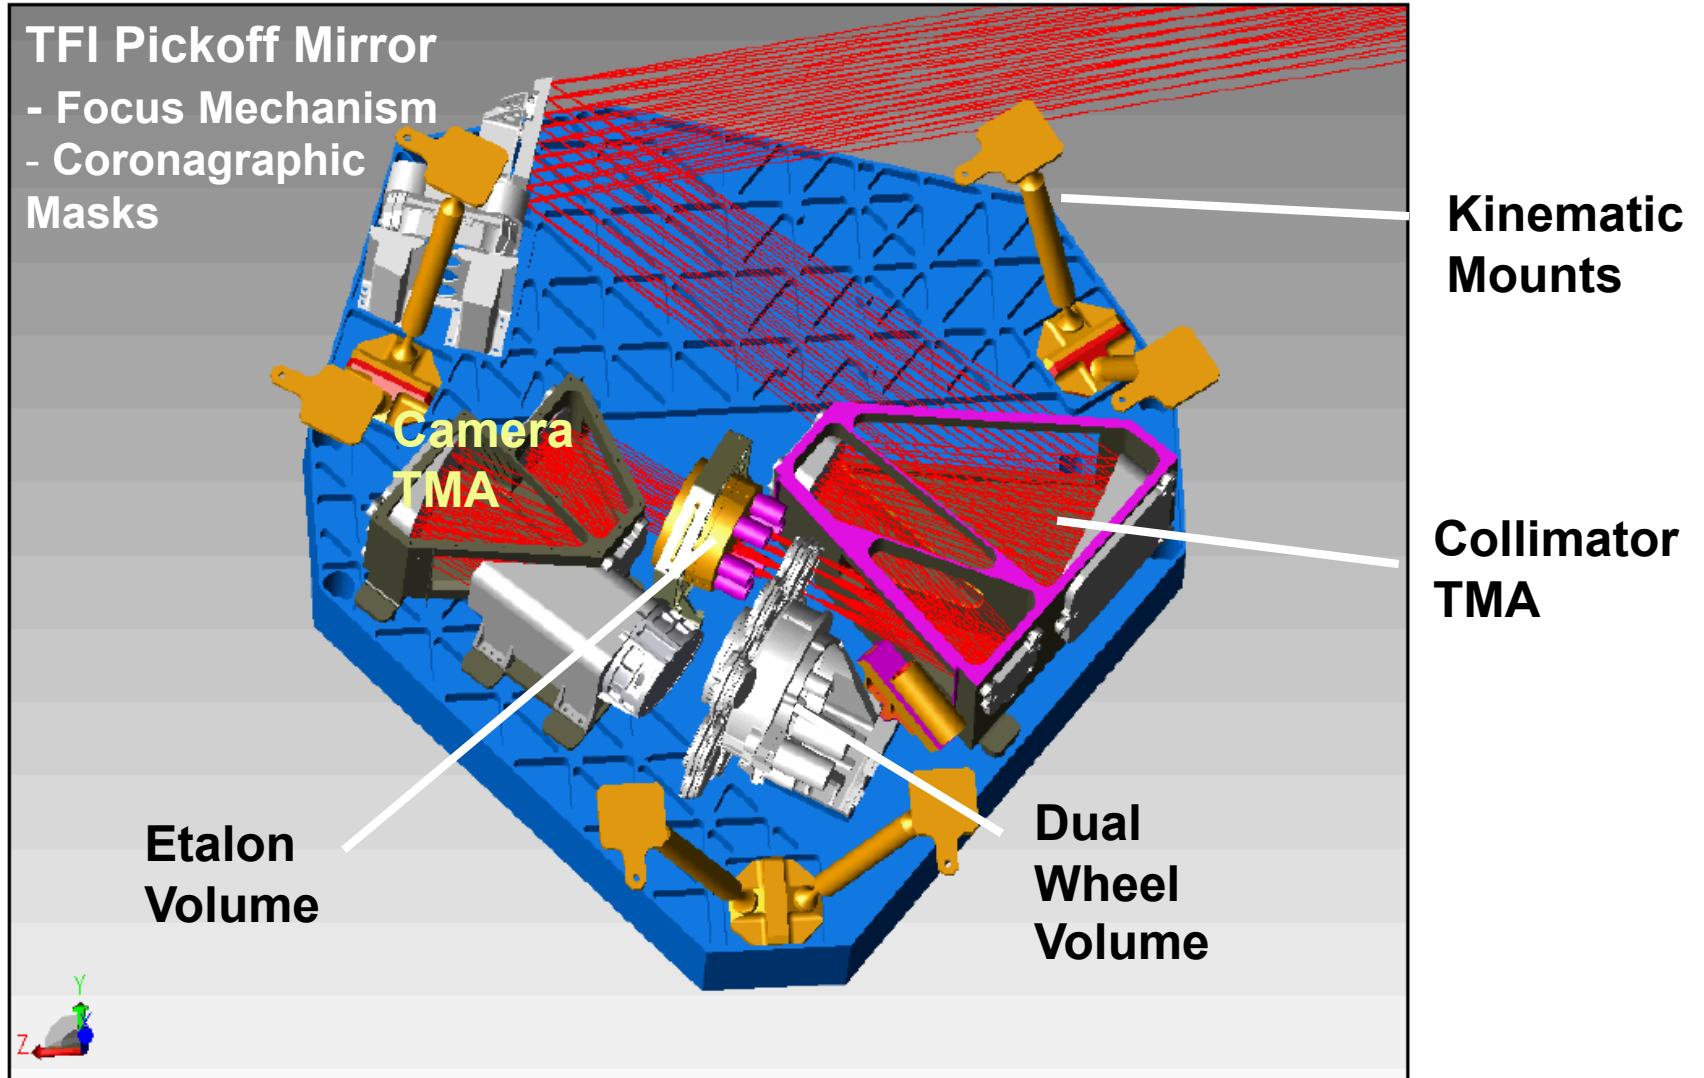 TFI Pickoff Mirror
- Focus Mechanism
- Coronagraphic
Masks
Kinematic
Mounts
Camera
TMA
Collimator
TMA
Etalon
Volume
Dual
Wheel
Volume
Y
X
Z